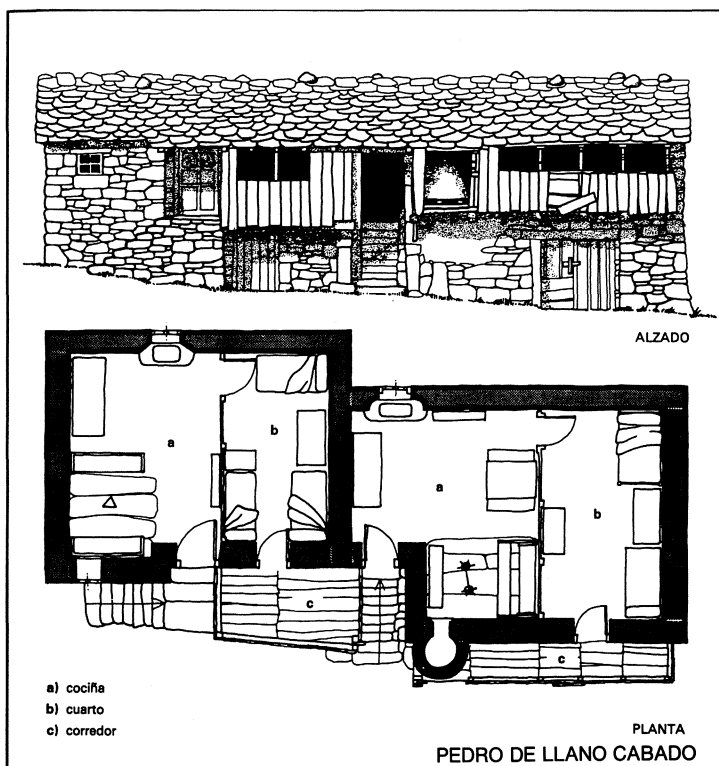 ALZADO
a
b
a
b
c
c
a) cociña
b) cuarto
c) corredor
PLANTA
PEDRO DE LLANO CABADO